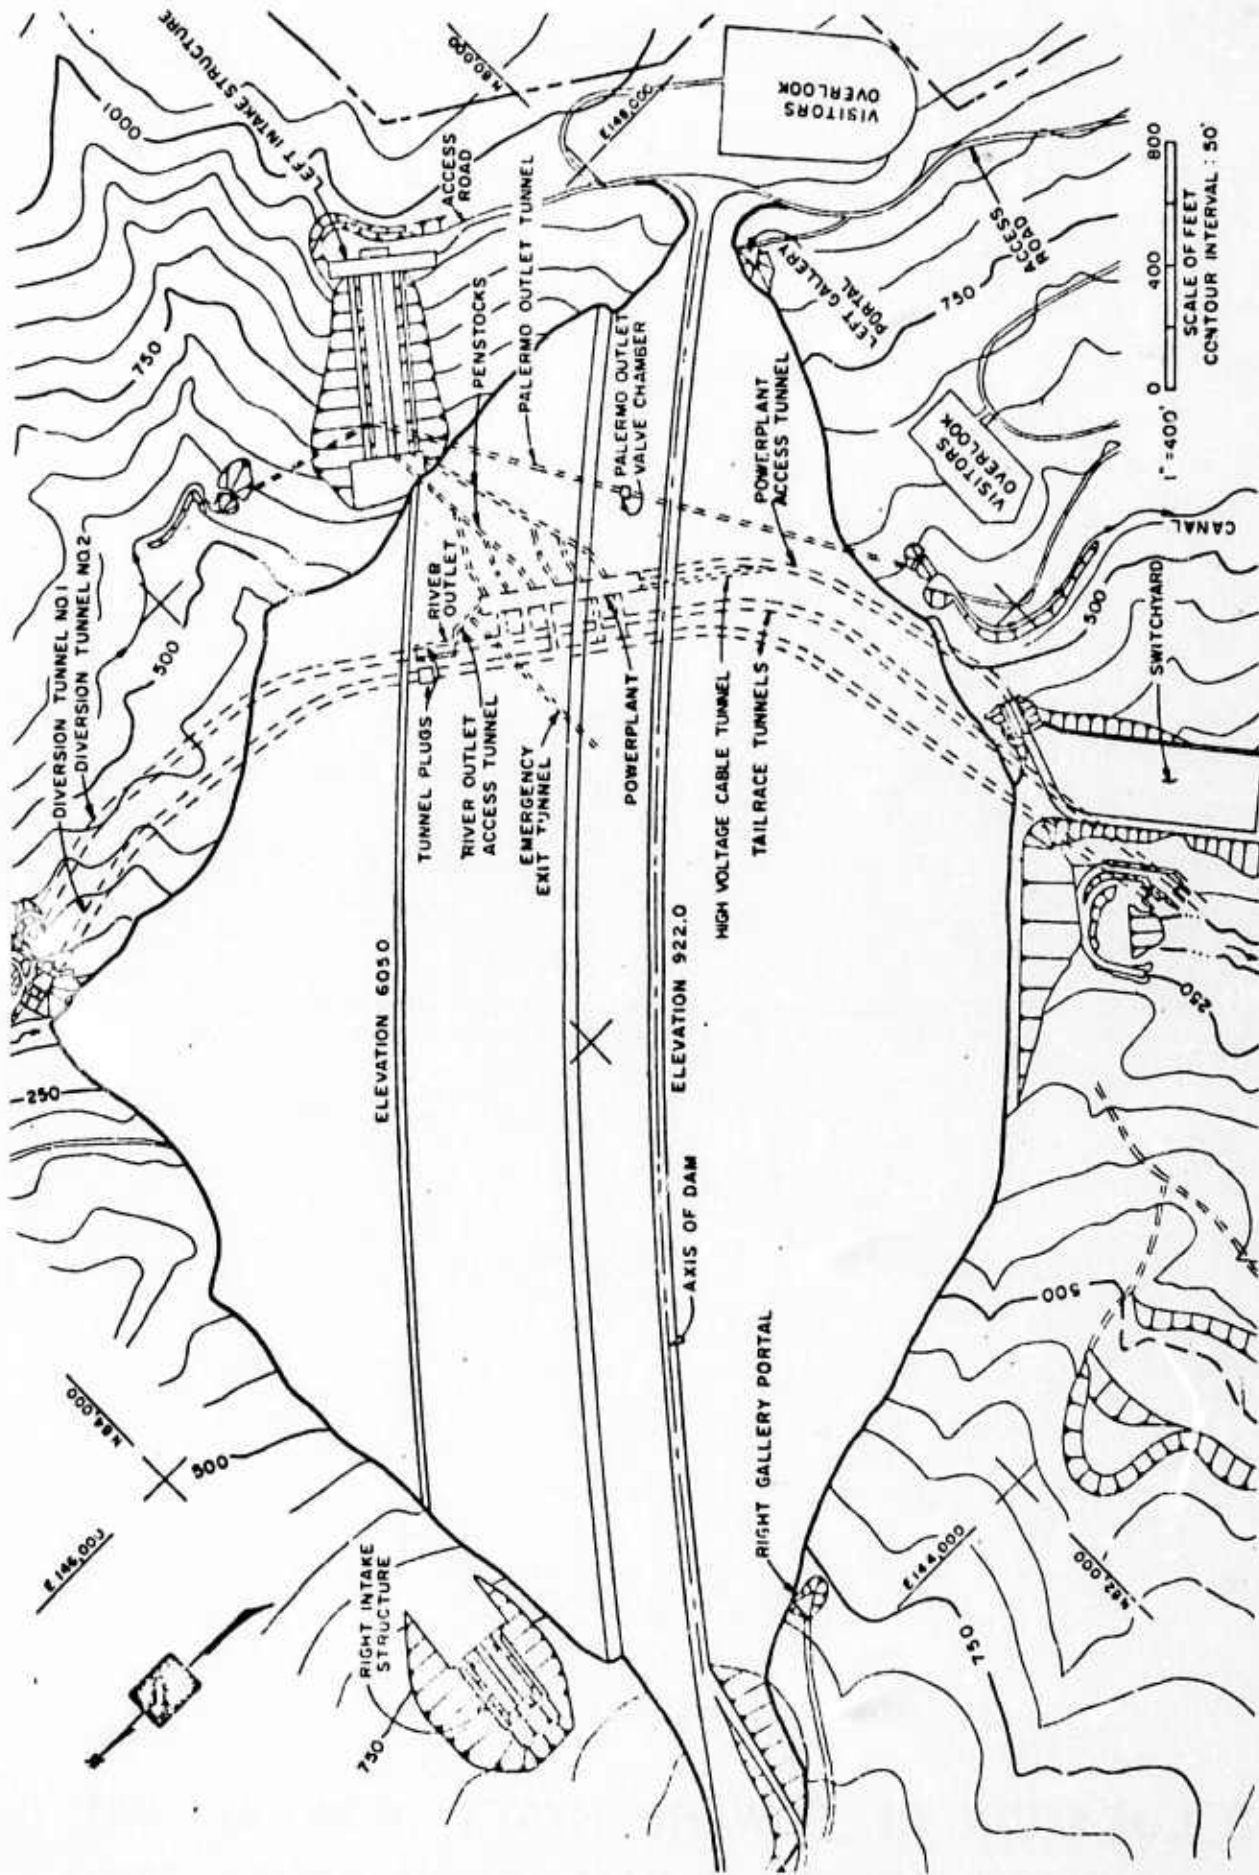 LEFT INTAKE STRUCTURE
10001
N 80,000
E 148,000
VISITORS
OVERLOOK
ACCESS
ROAD
750
PENSTOCKS
PALERMO OUTLET TUNNEL
PALERMO OUTLET
VALVE CHAMBER
LEFT GALLERY
PORTAL
ACCESS
ROAD
750
SCALE OF FEET
0 400 800
1" = 400'
CONTOUR INTERVAL : 50'
VISITORS
OVERLOOK
POWERPLANT
ACCESS TUNNEL
CANAL
500
SWITCHYARD
DIVERSION TUNNEL NO 1
DIVERSION TUNNEL NO.2
500
RIVER
OUTLET
TUNNEL PLUGS
RIVER OUTLET
ACCESS TUNNEL
EMERGENCY
EXIT TUNNEL
POWERPLANT
HIGH VOLTAGE CABLE TUNNEL
TAILRACE TUNNELS
ELEVATION 605.0
ELEVATION 922.0
250
250
AXIS OF DAM
500
N 84,000
500
E 146,000
RIGHT INTAKE
STRUCTURE
750
RIGHT GALLERY PORTAL
E 144,000
N 82,000
750